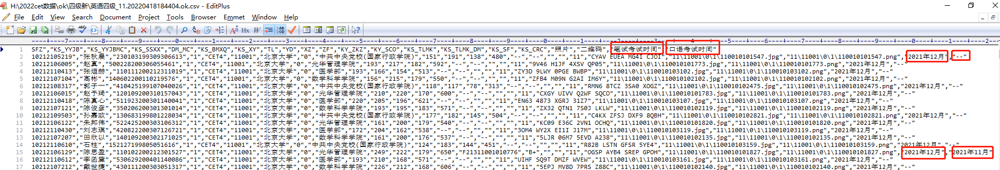 H:\2022cet数据\ok\四级新\英语四级_11.20220418184404.ok.csv - EditPlus
File Edit View Search Document Project Tools Browser Emmet Window Help
----+----7----+----8----+----9----+----0----+----1----+----2----+----3----+----4----+----5----+----6----+----7----+----8----+----9----+----0----+----1----+----2----+----3----+----4----+----5----+----6----+----7----+----8----+----9----+----0----+----1----+----2--
1 SFZ","KS_YYJB","KS_YYJBMC","KS_SSXX","DM_MC","KS_BMXQ","KS_XY","TL","YD","XZ","ZF","KY_ZKZ","KY_SCO","KS_TLMK","KS_TLMK_DM","KS_SF","KS_CRC","照片","二维码","笔试考试时间","口语考试时间"
2 10212105219","张秋晨","230103199309306613","1","CET4","11001","北京大学","0","中共中央党校(国家行政学院)","151","191","138","480","--","--","","","11","CYAV EUEA MG4I CJOI","11\11001\0\1\110010101547.jpg","11\11001\0\1\110010101547.png","2021年12月","--"
3 10212106005","赵真","500228200306055461","1","CET4","11001","北京大学","0","光华管理学院","193","217","182","592","--","--","","","11","9V46 H1JF 4XSV QP05","11\11001\0\1\110010101773.jpg","11\11001\0\1\110010101773.png","2021年12月","--"
4 10212110413","张烜赫","110111200212311019","1","CET4","11001","北京大学","0","医学部","193","166","154","513","--","--","","","11","ZY3D 9LWY 0PGE BWBP","11\11001\0\1\110010103102.jpg","11\11001\0\1\110010103102.png","2021年12月","--"
5 10212107104","高彬","140602200110219576","1","CET4","11001","北京大学","0","数学科学学院","156","215","179","550","--","--","","","11","ZFB4 M09N G2AI IM6Y","11\11001\0\1\110010102102.jpg","11\11001\0\1\110010102102.png","2021年12月","--"
6 10212108317","郭子一","410425199107040026","1","CET4","11001","北京大学","0","中共中央党校(国家行政学院)","118","117","78","313","--","--","","","11","RMN6 8TCZ 3SA0 XOGZ","11\11001\0\1\110010102475.jpg","11\11001\0\1\110010102475.png","2021年12月","--"
7 10212106015","赵予琦","120109200310157043","1","CET4","11001","北京大学","0","光华管理学院","210","220","170","600","--","--","","","11","CXGY UIVV Q2WF SQCO","11\11001\0\1\110010101783.jpg","11\11001\0\1\110010101783.png","2021年12月","--"
8 10212110418","陈真心","511923200301140041","1","CET4","11001","北京大学","0","医学部","220","205","196","621","--","--","","","11","EN63 4873 XGRJ 31Z7","11\11001\0\1\110010103107.jpg","11\11001\0\1\110010103107.png","2021年12月","--"
9 10212107121","陈俊彦","350206200301301014","1","CET4","11001","北京大学","0","数学科学学院","193","195","183","571","--","--","","","11","ZX32 QTN1 7S0J LKLW","11\11001\0\1\110010102119.jpg","11\11001\0\1\110010102119.png","2021年12月","--"
10 10212109503","孙嘉政","130683199801228034","1","CET4","11001","北京大学","0","中共中央党校(国家行政学院)","177","182","145","504","--","--","","","11","C4KX ZFSJ DXF9 8QBH","11\11001\0\1\110010102821.jpg","11\11001\0\1\110010102821.png","2021年12月","--"
11 10212106122","朱邦伟","522425200303106312","1","CET4","11001","北京大学","0","光华管理学院","161","200","179","540","--","--","","","11","KC09 E36C 2VN1 OCHQ","11\11001\0\1\110010101820.jpg","11\11001\0\1\110010101820.png","2021年12月","--"
12 10212110430","刘志琪","420822200307126721","1","CET4","11001","北京大学","0","医学部","172","204","162","538","--","--","","","11","3OM4 WY2X EI1I J17M","11\11001\0\1\110010103119.jpg","11\11001\0\1\110010103119.png","2021年12月","--"
13 10212107207","田欣以","140109200302171025","1","CET4","11001","北京大学","0","数学科学学院","161","200","176","537","--","--","","","11","5LJR 06M7 5EVD A238","11\11001\0\1\110010102135.jpg","11\11001\0\1\110010102135.png","2021年12月","--"
14 10212110610","石柱","152127199805051616","1","CET4","11001","北京大学","0","中共中央党校(国家行政学院)","124","183","144","451","--","--","","","11","R82B LSTN GFSR 5YE4","11\11001\0\1\110010103159.jpg","11\11001\0\1\110010103159.png","2021年12月","--"
15 10212106129","陈思盈","110102200212301527","1","CET4","11001","北京大学","0","光华管理学院","249","222","179","650","F21311001010776","B+","","","11","OGSP AYB4 SREP GPOH","11\11001\0\1\110010101827.jpg","11\11001\0\1\110010101827.png","2021年12月","2021年11月"
16 10212110612","李函黛","530629200401140086","1","CET4","11001","北京大学","0","医学部","193","210","168","571","--","--","","","11","UIHF SQ9T DMZF WVEW","11\11001\0\1\110010103161.jpg","11\11001\0\1\110010103161.png","2021年12月","--"
17 10212107212","戴世捷","430111200303051317","1","CET4","11001","北京大学","0","数学科学学院","226","212","168","606","--","--","","","11","5EPJ MV8D 7PRS Z88C","11\11001\0\1\110010102140.jpg","11\11001\0\1\110010102140.png","2021年12月","--"